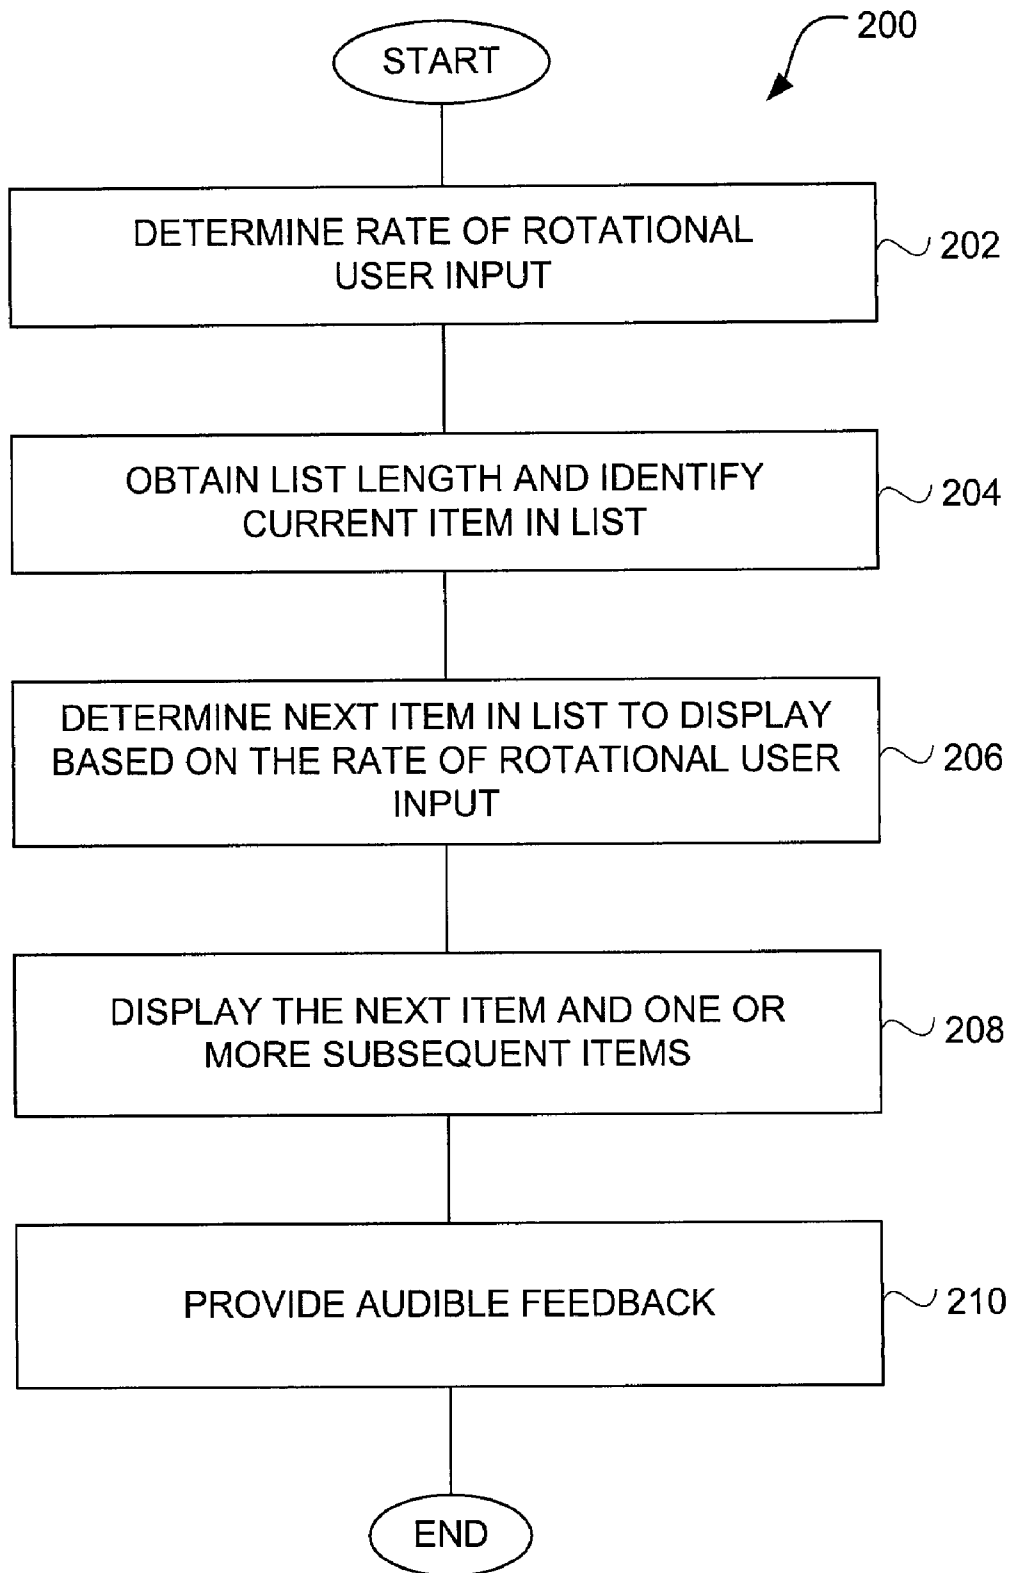 200
START
DETERMINE RATE OF ROTATIONAL
USER INPUT
202
OBTAIN LIST LENGTH AND IDENTIFY
CURRENT ITEM IN LIST
204
DETERMINE NEXT ITEM IN LIST TO DISPLAY
BASED ON THE RATE OF ROTATIONAL USER
INPUT
206
DISPLAY THE NEXT ITEM AND ONE OR
MORE SUBSEQUENT ITEMS
208
PROVIDE AUDIBLE FEEDBACK
210
END